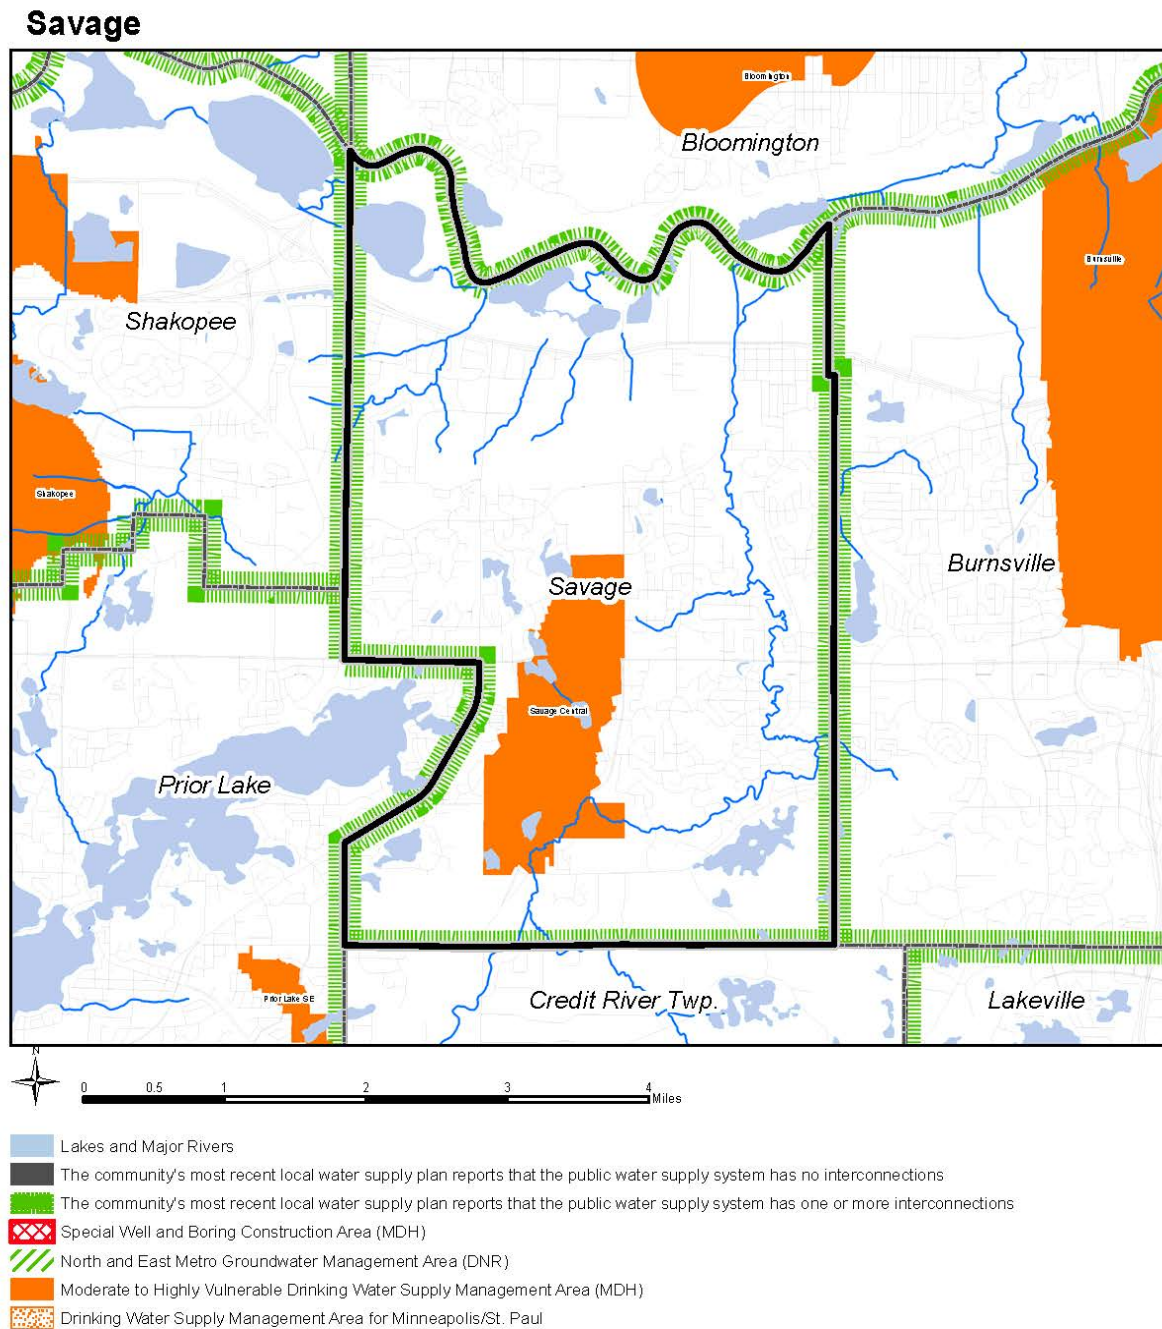 Savage
Bloomington
Bloomington
Burnsville
Shakopee
Shakopee
Savage
Burnsville
Savage Central
Prior Lake
Prior Lake SE
Credit River Twp.
Lakeville
N
0 0.5 1 2 3 4
Miles
Lakes and Major Rivers
The community's most recent local water supply plan reports that the public water supply system has no interconnections
The community's most recent local water supply plan reports that the public water supply system has one or more interconnections
Special Well and Boring Construction Area (MDH)
North and East Metro Groundwater Management Area (DNR)
Moderate to Highly Vulnerable Drinking Water Supply Management Area (MDH)
Drinking Water Supply Management Area for Minneapolis/St. Paul